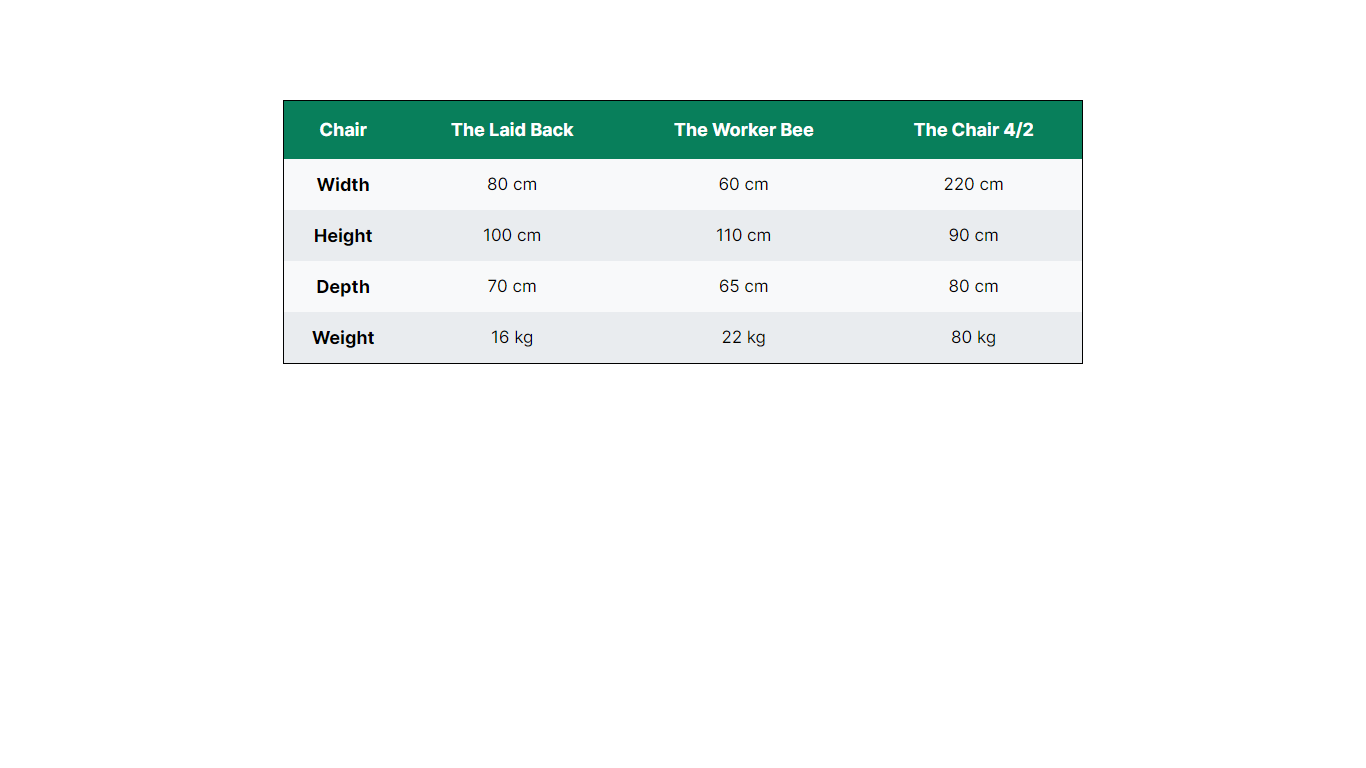 Chair The Laid Back The Worker Bee The Chair 4/2
Width 80 cm 60 cm 220 cm
Height 100 cm 110 cm 90 cm
Depth 70 cm 65 cm 80 cm
Weight 16 kg 22 kg 80 kg